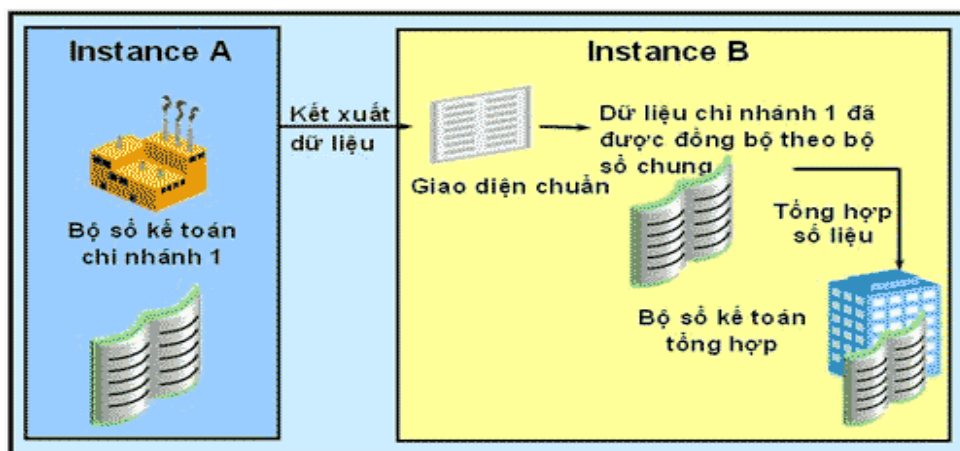 Instance A
Bộ sổ kế toán
chi nhánh 1
Kết xuất
dữ liệu
Instance B
Giao diện chuẩn
Dữ liệu chi nhánh 1 đã
được đồng bộ theo bộ
sổ chung
Tổng hợp
số liệu
Bộ sổ kế toán
tổng hợp